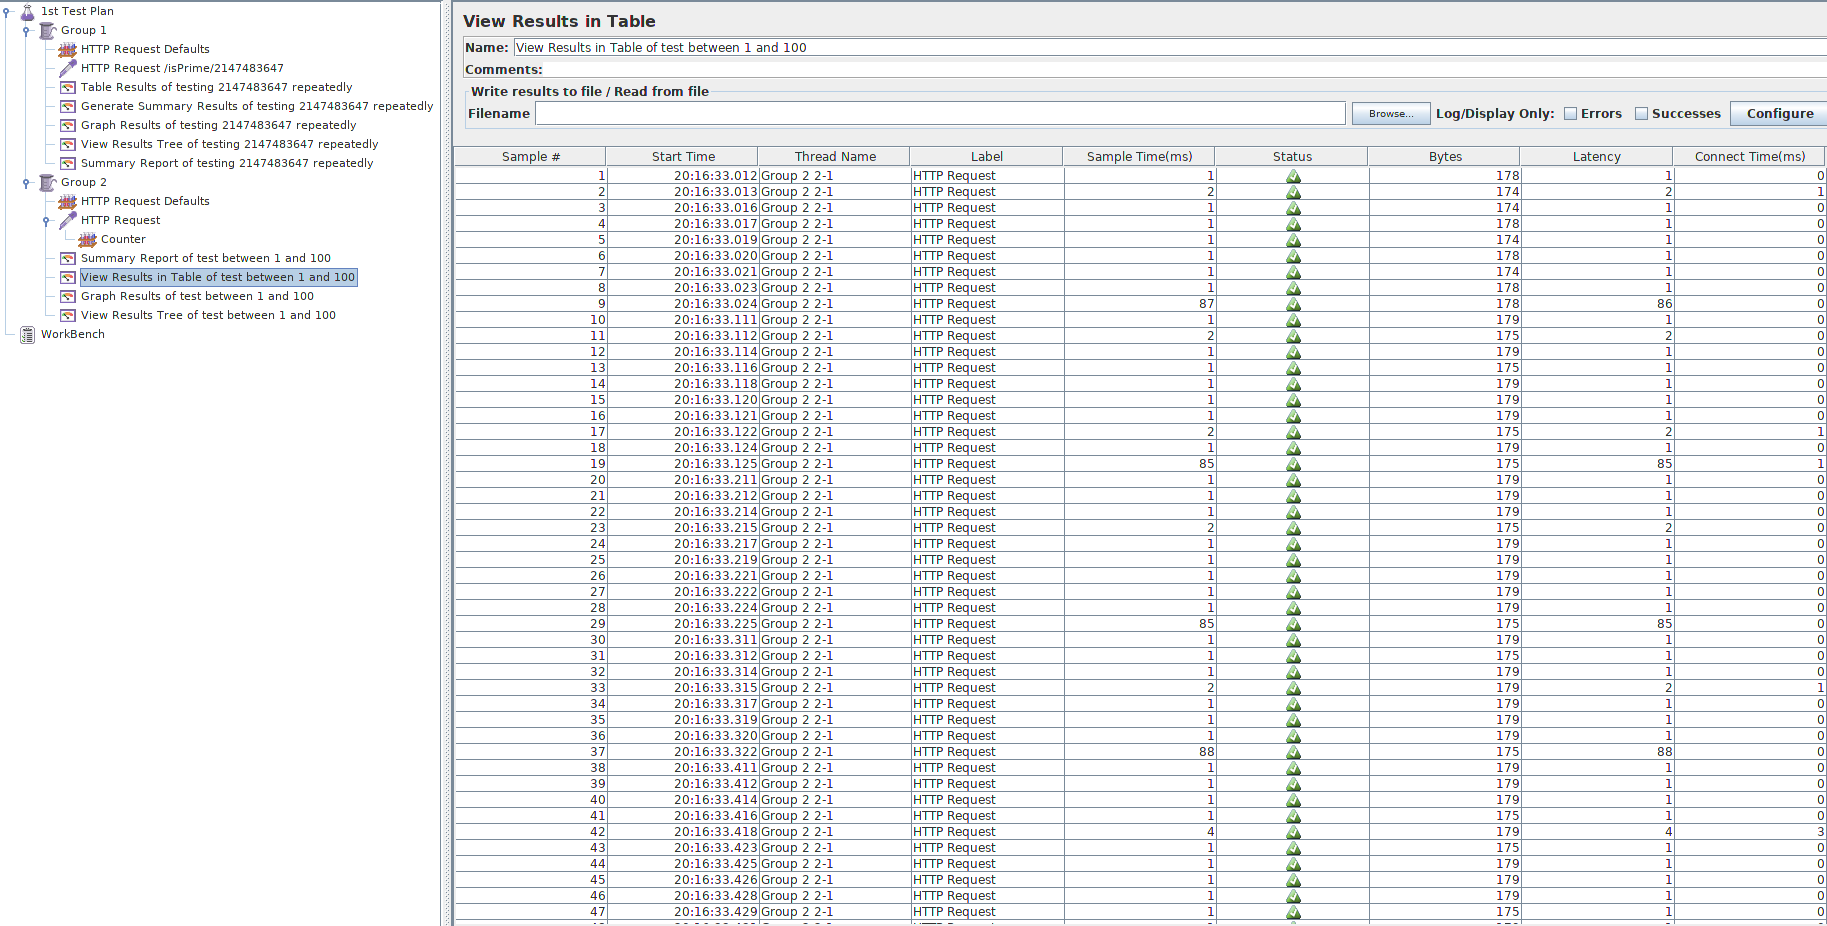 1st Test Plan
Group 1
HTTP Request Defaults
HTTP Request /isPrime/2147483647
Table Results of testing 2147483647 repeatedly
Generate Summary Results of testing 2147483647 repeatedly
Graph Results of testing 2147483647 repeatedly
View Results Tree of testing 2147483647 repeatedly
Summary Report of testing 2147483647 repeatedly
Group 2
HTTP Request Defaults
HTTP Request
Counter
Summary Report of test between 1 and 100
View Results in Table of test between 1 and 100
Graph Results of test between 1 and 100
View Results Tree of test between 1 and 100
WorkBench
View Results in Table
Name: View Results in Table of test between 1 and 100
Comments:
Write results to file / Read from file
Filename Browse... Log/Display Only: Errors Successes Configure
Sample # Start Time Thread Name Label Sample Time(ms) Status Bytes Latency Connect Time(ms)
1 20:16:33.012 Group 2 2-1 HTTP Request 1 178 1 0
2 20:16:33.013 Group 2 2-1 HTTP Request 2 174 2 1
3 20:16:33.016 Group 2 2-1 HTTP Request 1 174 1 0
4 20:16:33.017 Group 2 2-1 HTTP Request 1 178 1 0
5 20:16:33.019 Group 2 2-1 HTTP Request 1 174 1 0
6 20:16:33.020 Group 2 2-1 HTTP Request 1 178 1 0
7 20:16:33.021 Group 2 2-1 HTTP Request 1 174 1 0
8 20:16:33.023 Group 2 2-1 HTTP Request 1 178 1 0
9 20:16:33.024 Group 2 2-1 HTTP Request 87 178 86 0
10 20:16:33.111 Group 2 2-1 HTTP Request 1 179 1 0
11 20:16:33.112 Group 2 2-1 HTTP Request 2 175 2 0
12 20:16:33.114 Group 2 2-1 HTTP Request 1 179 1 0
13 20:16:33.116 Group 2 2-1 HTTP Request 1 175 1 0
14 20:16:33.118 Group 2 2-1 HTTP Request 1 179 1 0
15 20:16:33.120 Group 2 2-1 HTTP Request 1 179 1 0
16 20:16:33.121 Group 2 2-1 HTTP Request 1 179 1 0
17 20:16:33.122 Group 2 2-1 HTTP Request 2 175 2 1
18 20:16:33.124 Group 2 2-1 HTTP Request 1 179 1 0
19 20:16:33.125 Group 2 2-1 HTTP Request 85 175 85 1
20 20:16:33.211 Group 2 2-1 HTTP Request 1 179 1 0
21 20:16:33.212 Group 2 2-1 HTTP Request 1 179 1 0
22 20:16:33.214 Group 2 2-1 HTTP Request 1 179 1 0
23 20:16:33.215 Group 2 2-1 HTTP Request 2 175 2 0
24 20:16:33.217 Group 2 2-1 HTTP Request 1 179 1 0
25 20:16:33.219 Group 2 2-1 HTTP Request 1 179 1 0
26 20:16:33.221 Group 2 2-1 HTTP Request 1 179 1 0
27 20:16:33.222 Group 2 2-1 HTTP Request 1 179 1 0
28 20:16:33.224 Group 2 2-1 HTTP Request 1 179 1 0
29 20:16:33.225 Group 2 2-1 HTTP Request 85 175 85 0
30 20:16:33.311 Group 2 2-1 HTTP Request 1 179 1 0
31 20:16:33.312 Group 2 2-1 HTTP Request 1 175 1 0
32 20:16:33.314 Group 2 2-1 HTTP Request 1 179 1 0
33 20:16:33.315 Group 2 2-1 HTTP Request 2 179 2 1
34 20:16:33.317 Group 2 2-1 HTTP Request 1 179 1 0
35 20:16:33.319 Group 2 2-1 HTTP Request 1 179 1 0
36 20:16:33.320 Group 2 2-1 HTTP Request 1 179 1 0
37 20:16:33.322 Group 2 2-1 HTTP Request 88 175 88 0
38 20:16:33.411 Group 2 2-1 HTTP Request 1 179 1 0
39 20:16:33.412 Group 2 2-1 HTTP Request 1 179 1 0
40 20:16:33.414 Group 2 2-1 HTTP Request 1 179 1 0
41 20:16:33.416 Group 2 2-1 HTTP Request 1 175 1 0
42 20:16:33.418 Group 2 2-1 HTTP Request 4 179 4 3
43 20:16:33.423 Group 2 2-1 HTTP Request 1 175 1 0
44 20:16:33.425 Group 2 2-1 HTTP Request 1 179 1 0
45 20:16:33.426 Group 2 2-1 HTTP Request 1 179 1 0
46 20:16:33.428 Group 2 2-1 HTTP Request 1 179 1 0
47 20:16:33.429 Group 2 2-1 HTTP Request 1 175 1 0